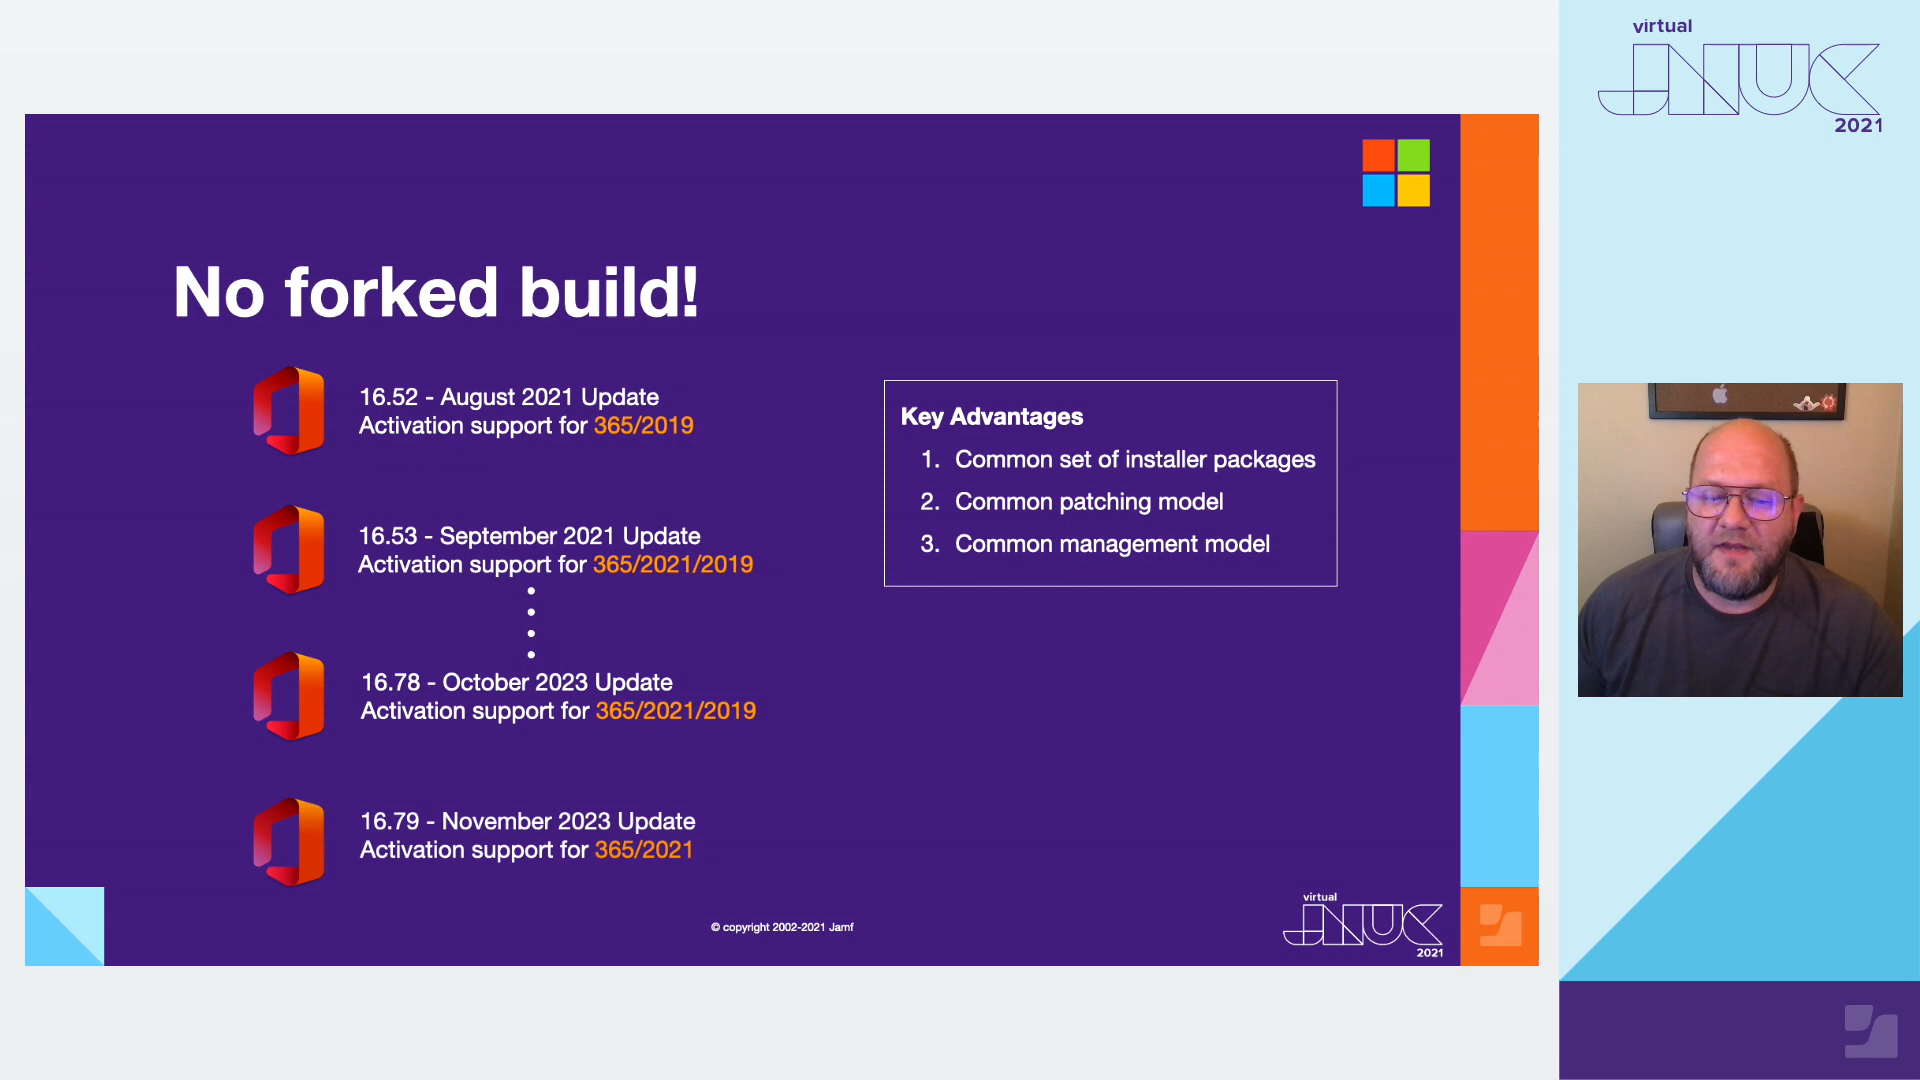 virtual
JNUC
2021
No forked build!
16.52 - August 2021 Update
Activation support for 365/2019
16.53 - September 2021 Update
Activation support for 365/2021/2019
16.78 - October 2023 Update
Activation support for 365/2021/2019
16.79 - November 2023 Update
Activation support for 365/2021
Key Advantages
1. Common set of installer packages
2. Common patching model
3. Common management model
© copyright 2002-2021 Jamf
virtual
JNUC
2021